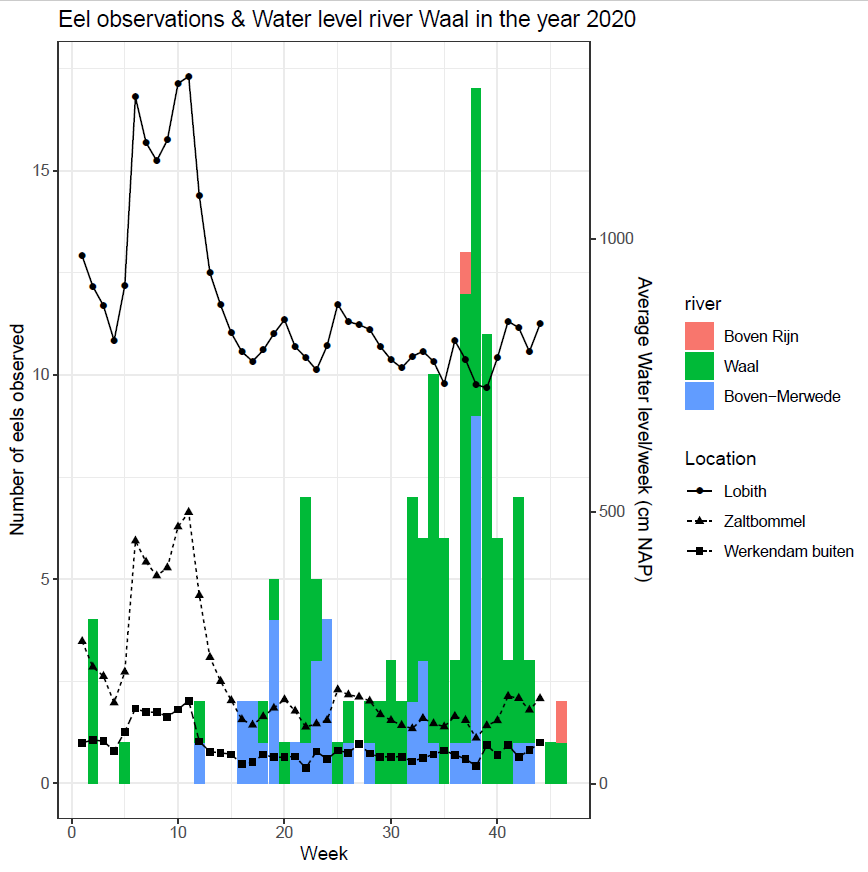 Eel observations & Water level river Waal in the year 2020
Number of eels observed
15
10
5
0
0
10
20
30
40
Week
1000
500
0
Average Water level/week (cm NAP)
river
Boven Rijn
Waal
Boven−Merwede
Location
Lobith
Zaltbommel
Werkendam buiten